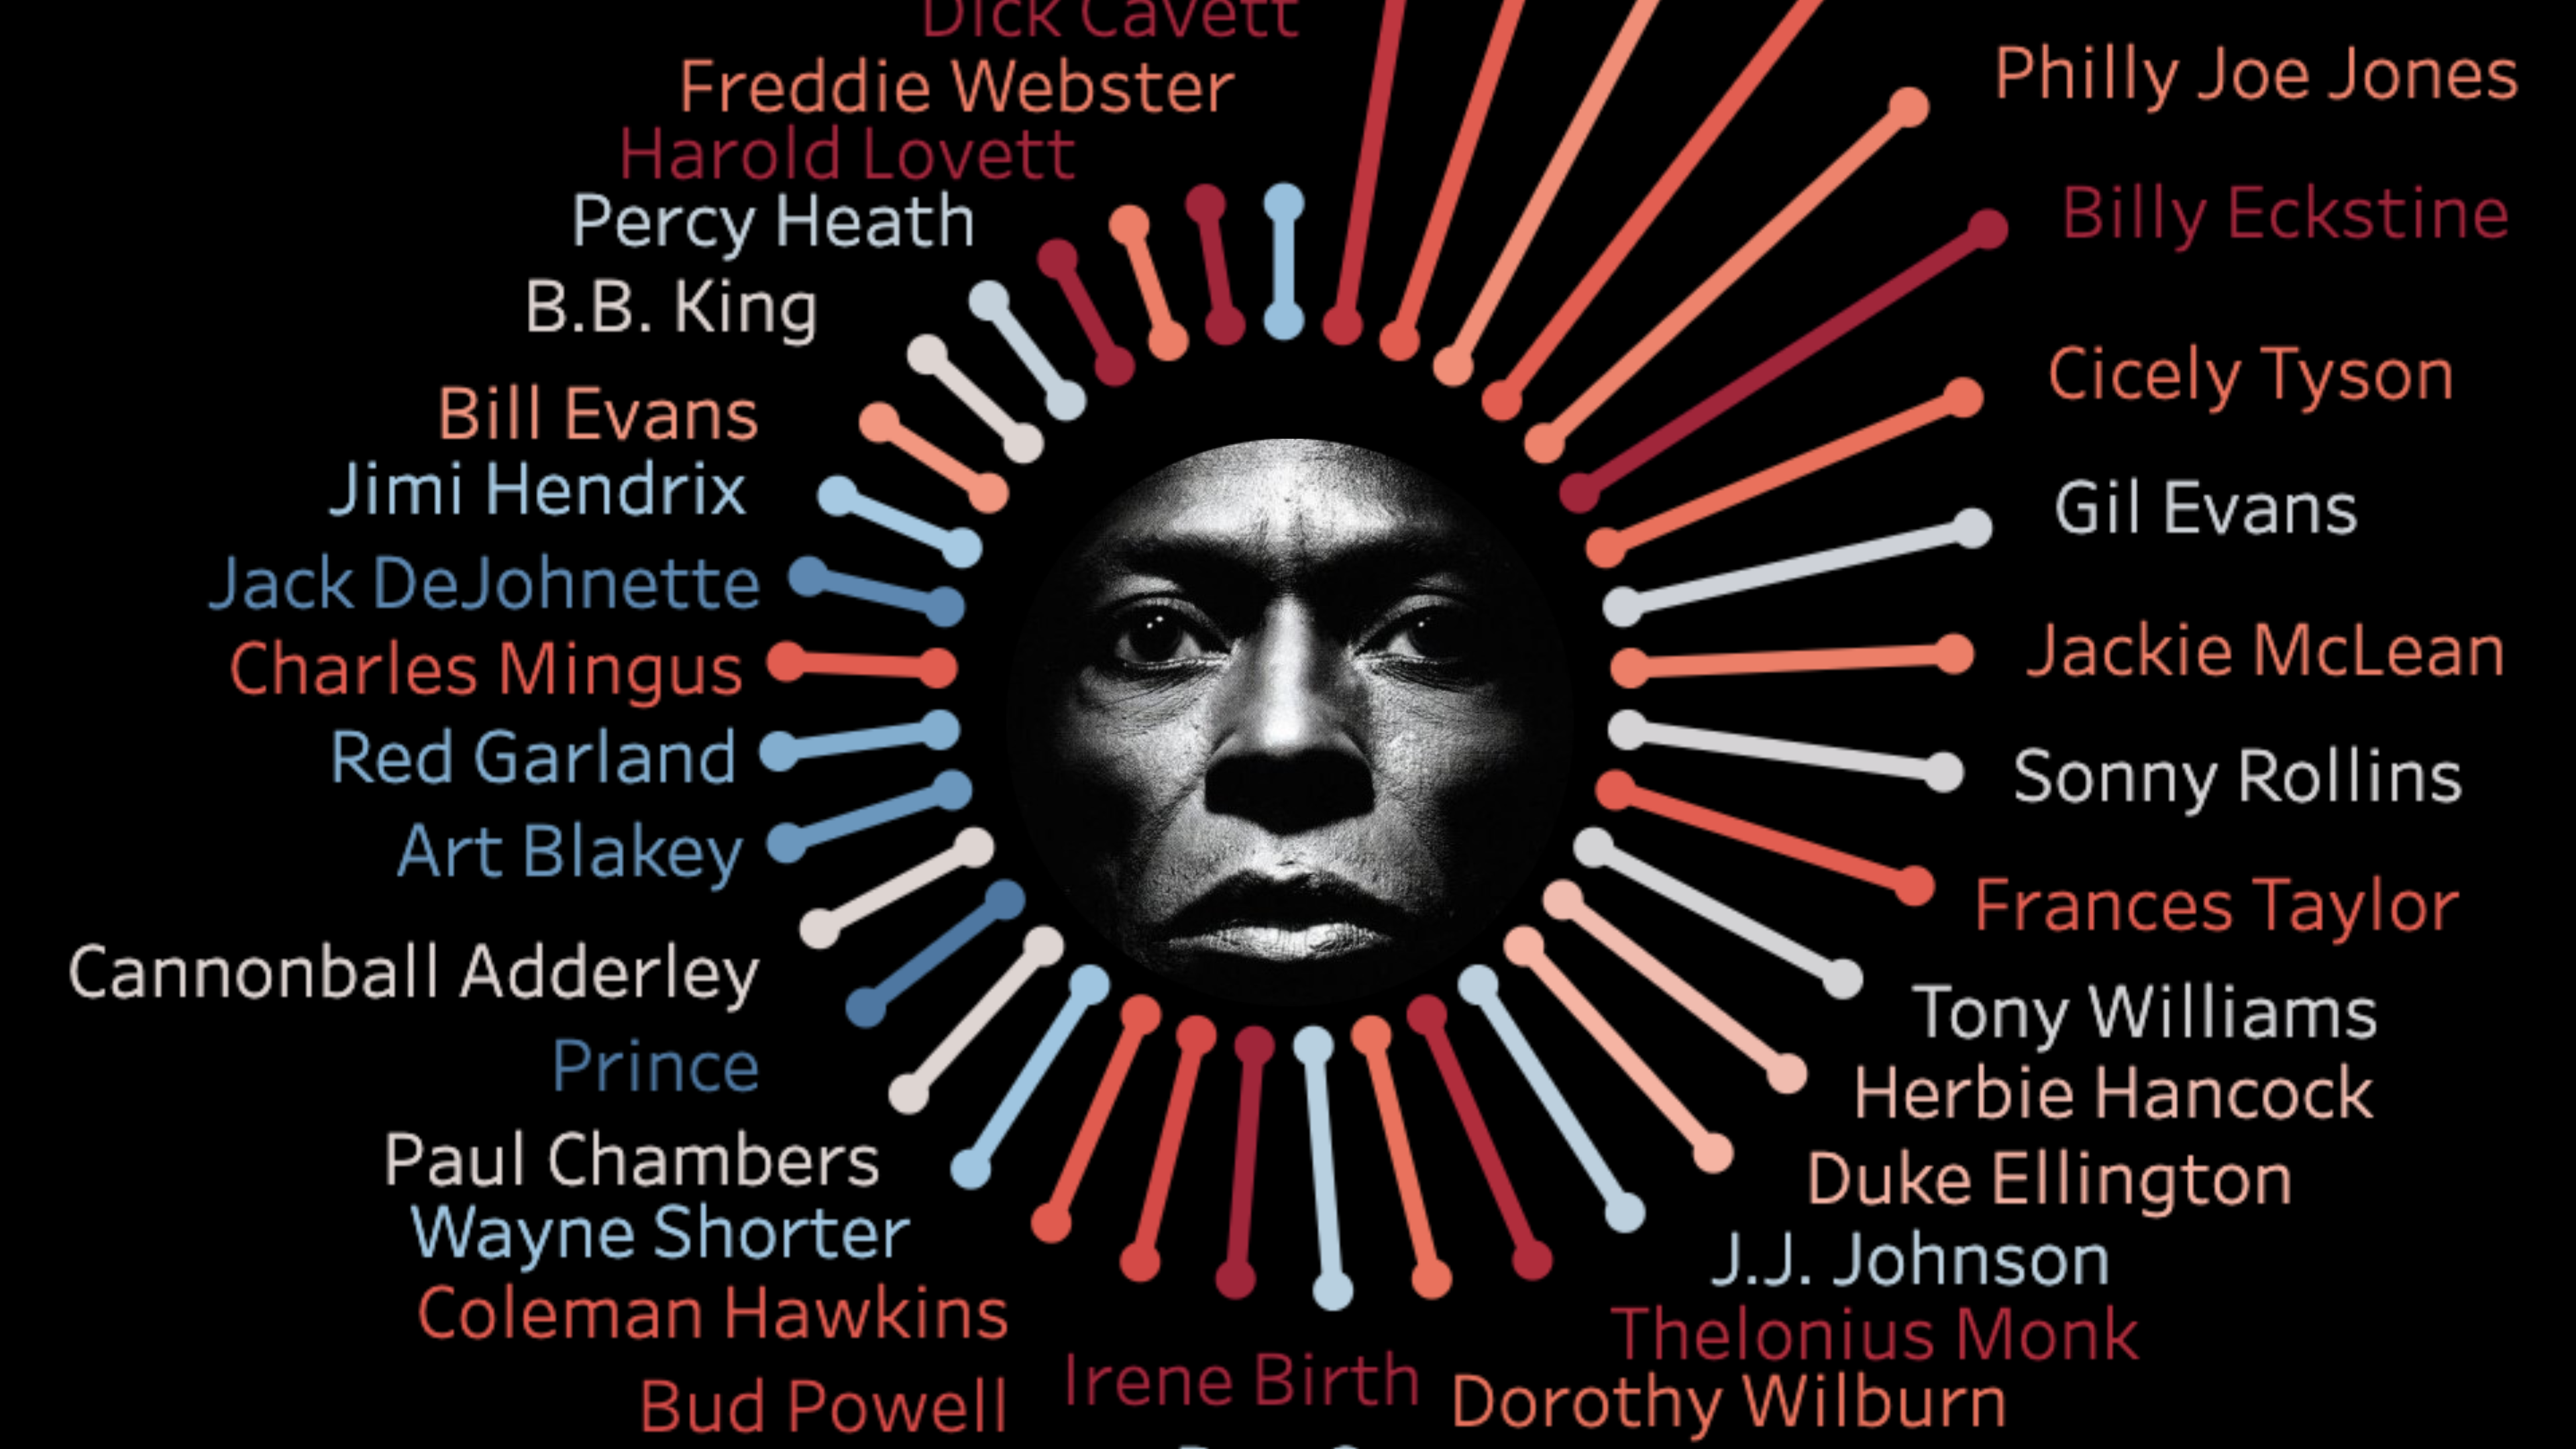 Dick Cavett
Freddie Webster
Harold Lovett
Percy Heath
B.B. King
Bill Evans
Jimi Hendrix
Jack DeJohnette
Charles Mingus
Red Garland
Art Blakey
Cannonball Adderley
Prince
Paul Chambers
Wayne Shorter
Coleman Hawkins
Bud Powell
Irene Birth
Philly Joe Jones
Billy Eckstine
Cicely Tyson
Gil Evans
Jackie McLean
Sonny Rollins
Frances Taylor
Tony Williams
Herbie Hancock
Duke Ellington
J.J. Johnson
Thelonius Monk
Dorothy Wilburn